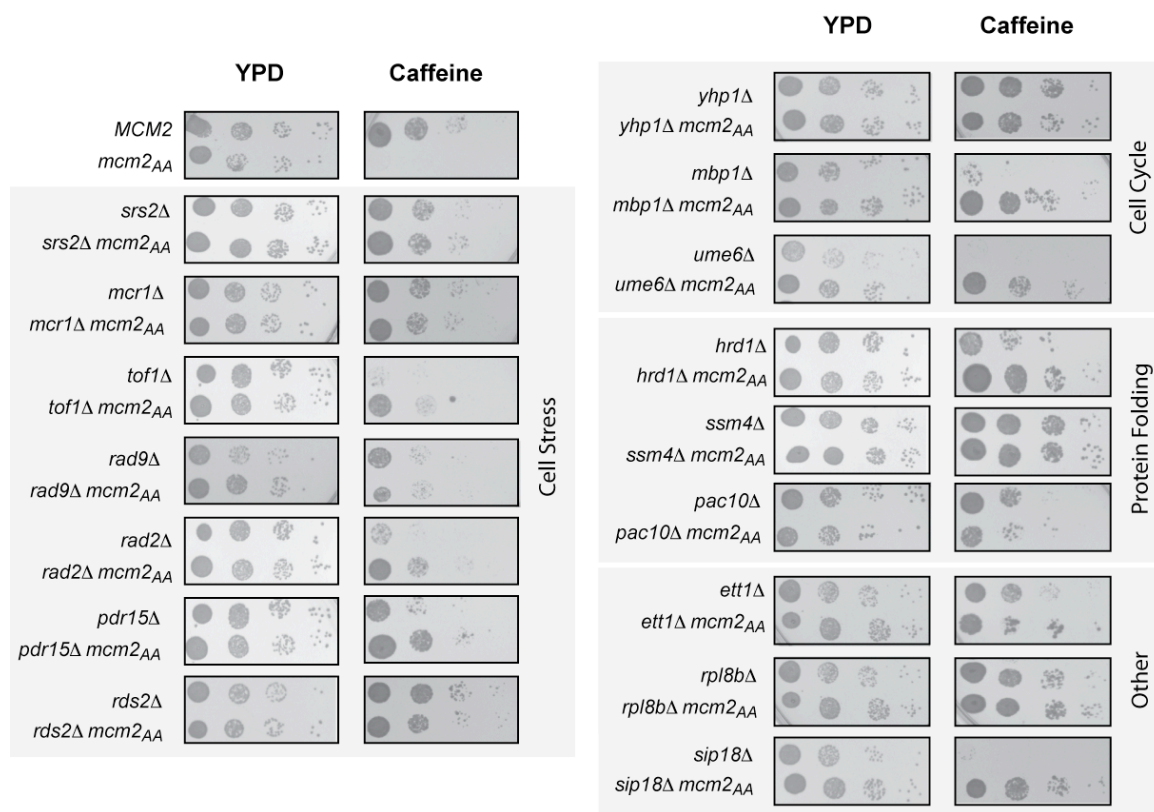 YPD Caffeine
MCM2
mcm2AA
srs2Δ
srs2Δ mcm2AA
mcr1Δ
mcr1Δ mcm2AA
tof1Δ
tof1Δ mcm2AA
rad9Δ
rad9Δ mcm2AA
rad2Δ
rad2Δ mcm2AA
pdr15Δ
pdr15Δ mcm2AA
rds2Δ
rds2Δ mcm2AA
Cell Stress
YPD Caffeine
yhp1Δ
yhp1Δ mcm2AA
mbp1Δ
mbp1Δ mcm2AA
ume6Δ
ume6Δ mcm2AA
Cell Cycle
hrd1Δ
hrd1Δ mcm2AA
ssm4Δ
ssm4Δ mcm2AA
pac10Δ
pac10Δ mcm2AA
Protein Folding
ett1Δ
ett1Δ mcm2AA
rpl8bΔ
rpl8bΔ mcm2AA
sip18Δ
sip18Δ mcm2AA
Other